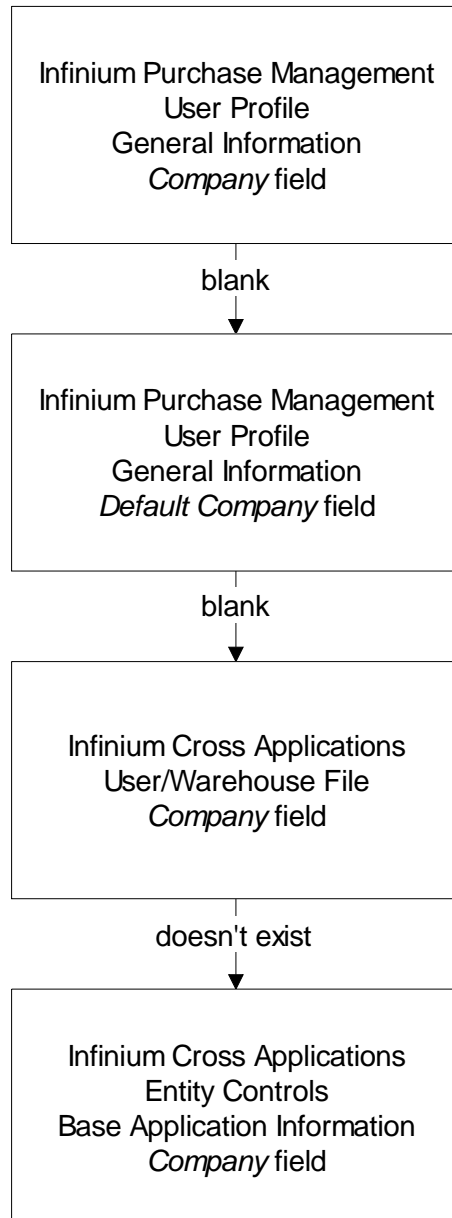 Infinium Purchase Management
User Profile
General Information
Company field
blank
Infinium Purchase Management
User Profile
General Information
Default Company field
blank
Infinium Cross Applications
User/Warehouse File
Company field
doesn't exist
Infinium Cross Applications
Entity Controls
Base Application Information
Company field